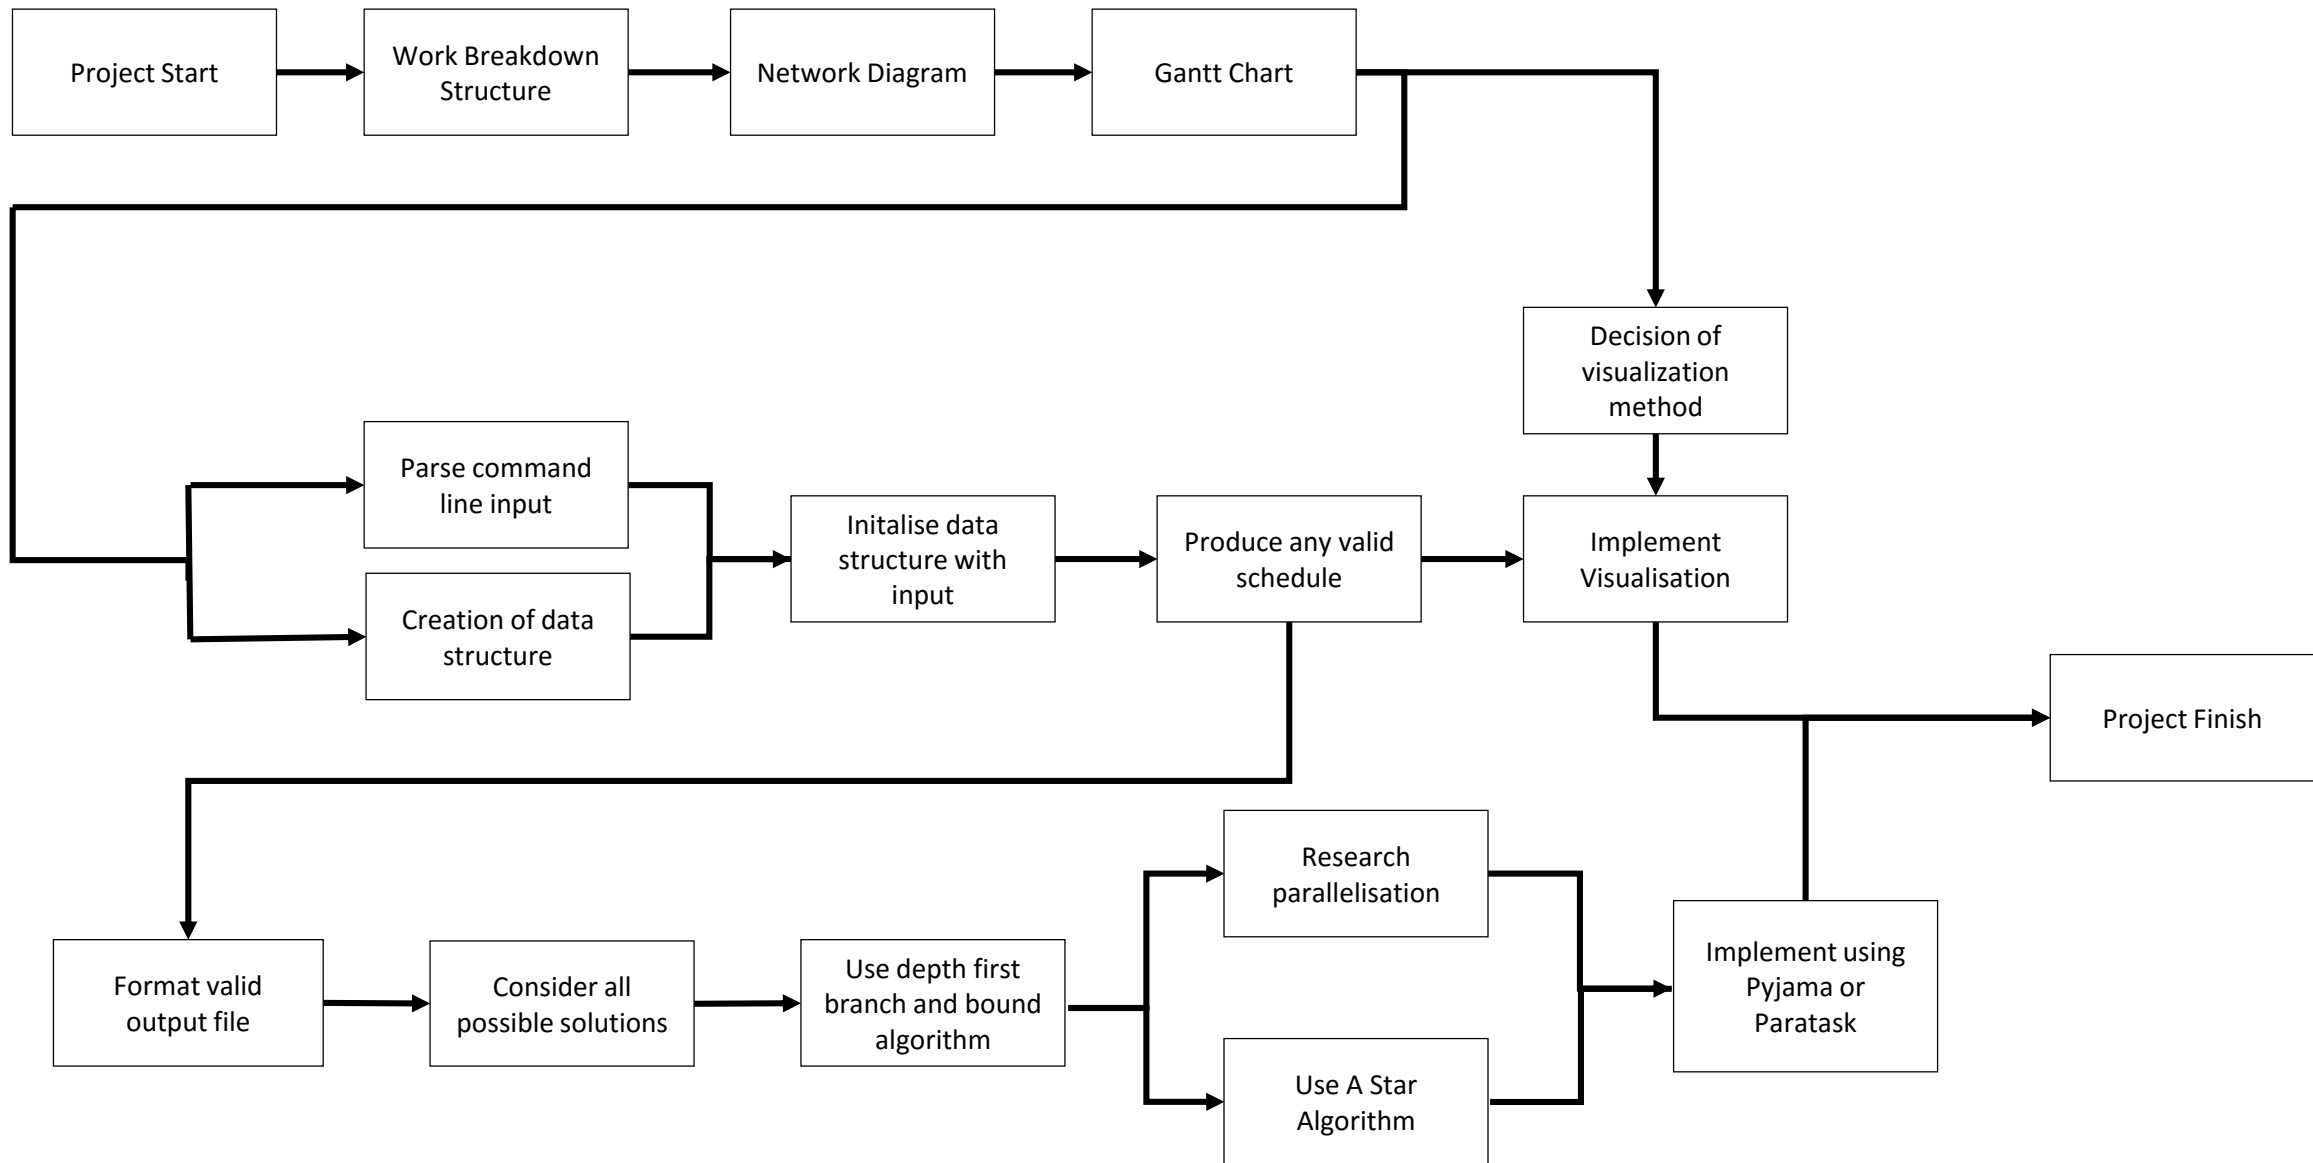 Project Start
Work Breakdown
Structure
Network Diagram
Gantt Chart
Decision of
visualization
method
Parse command
line input
Creation of data
structure
Initalise data
structure with
input
Produce any valid
schedule
Implement
Visualisation
Project Finish
Format valid
output file
Consider all
possible solutions
Use depth first
branch and bound
algorithm
Research
parallelisation
Use A Star
Algorithm
Implement using
Pyjama or
Paratask